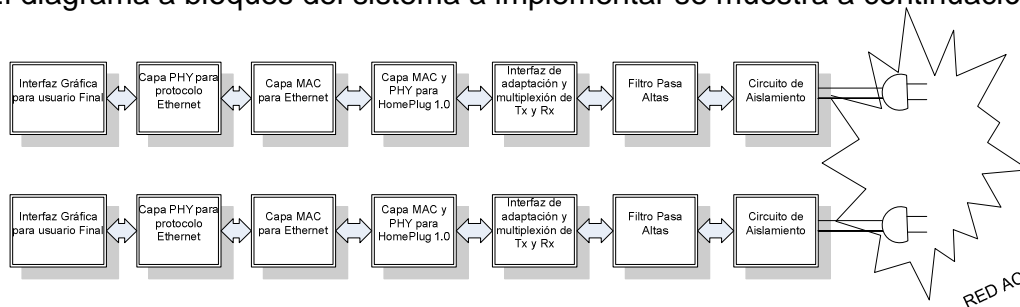 El diagrama a bloques del sistema a implementar se muestra a continuació
Interfaz Gráfica
para usuario Final
Capa PHY para
protocolo
Ethernet
Capa MAC
para Ethernet
Capa MAC y
PHY para
HomePlug 1.0
Interfaz de
adaptación y
multiplexión de
Tx y Rx
Filtro Pasa
Altas
Circuito de
Aislamiento
Interfaz Gráfica
para usuario Final
Capa PHY para
protocolo
Ethernet
Capa MAC
para Ethernet
Capa MAC y
PHY para
HomePlug 1.0
Interfaz de
adaptación y
multiplexión de
Tx y Rx
Filtro Pasa
Altas
Circuito de
Aislamiento
RED AC